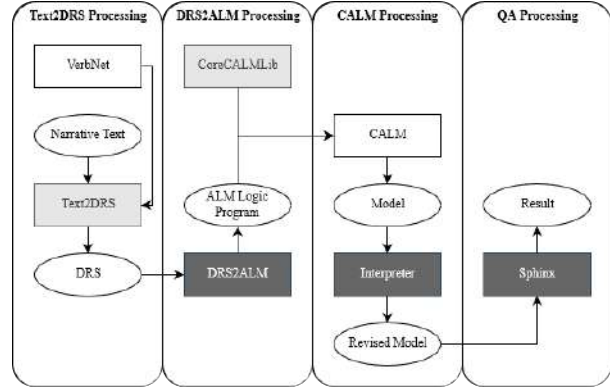 Text2DRS Processing
VerbNet
Narrative Text
Text2DRS
DRS
DRS2ALM Processing
CoreCALMLib
ALM Logic
Program
DRS2ALM
CALM Processing
CALM
Model
Interpreter
Revised Model
QA Processing
Result
Sphinx